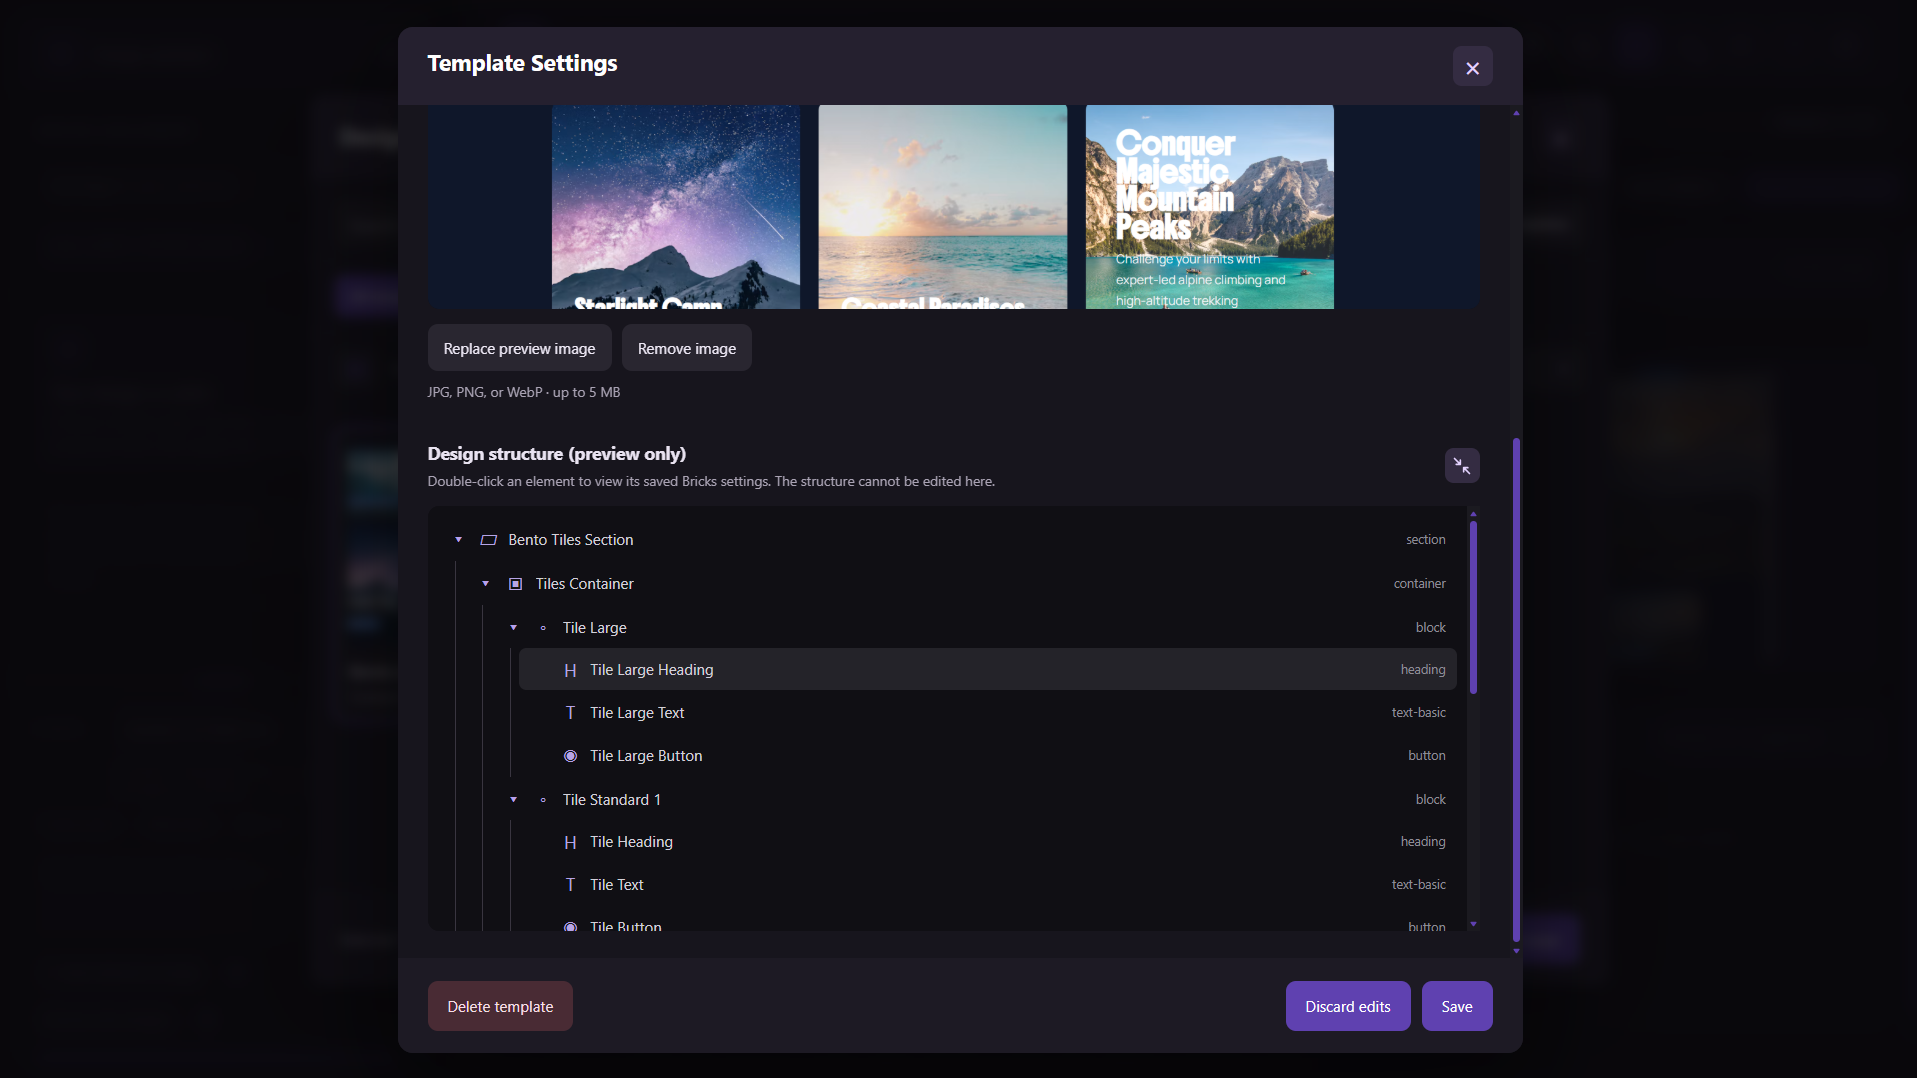 Template Settings
Conquer
Majestic
Mountain
Peaks
Challenge your limits with
expert-led alpine climbing and
high-altitude trekking
Starlight Camp
Coastal Paradises
Replace preview image
Remove image
JPG, PNG, or WebP · up to 5 MB
Design structure (preview only)
Double-click an element to view its saved Bricks settings. The structure cannot be edited here.
Bento Tiles Section section
Tiles Container container
Tile Large block
H Tile Large Heading heading
T Tile Large Text text-basic
Tile Large Button button
Tile Standard 1 block
H Tile Heading heading
T Tile Text text-basic
Tile Button button
Delete template
Discard edits
Save